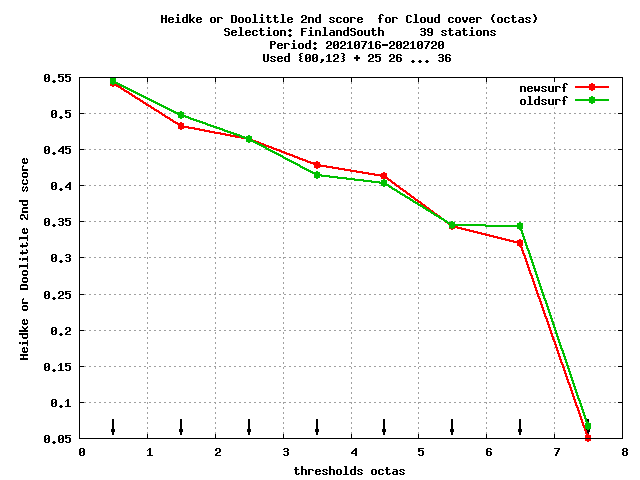 Heidke or Doolittle 2nd score  for Cloud cover (octas)
Selection: FinlandSouth     39 stations
Period: 20210716-20210720
Used {00,12} + 25 26 ... 36
newsurf
oldsurf
Heidke or Doolittle 2nd score
0.55
0.5
0.45
0.4
0.35
0.3
0.25
0.2
0.15
0.1
0.05
0 1 2 3 4 5 6 7 8
thresholds octas